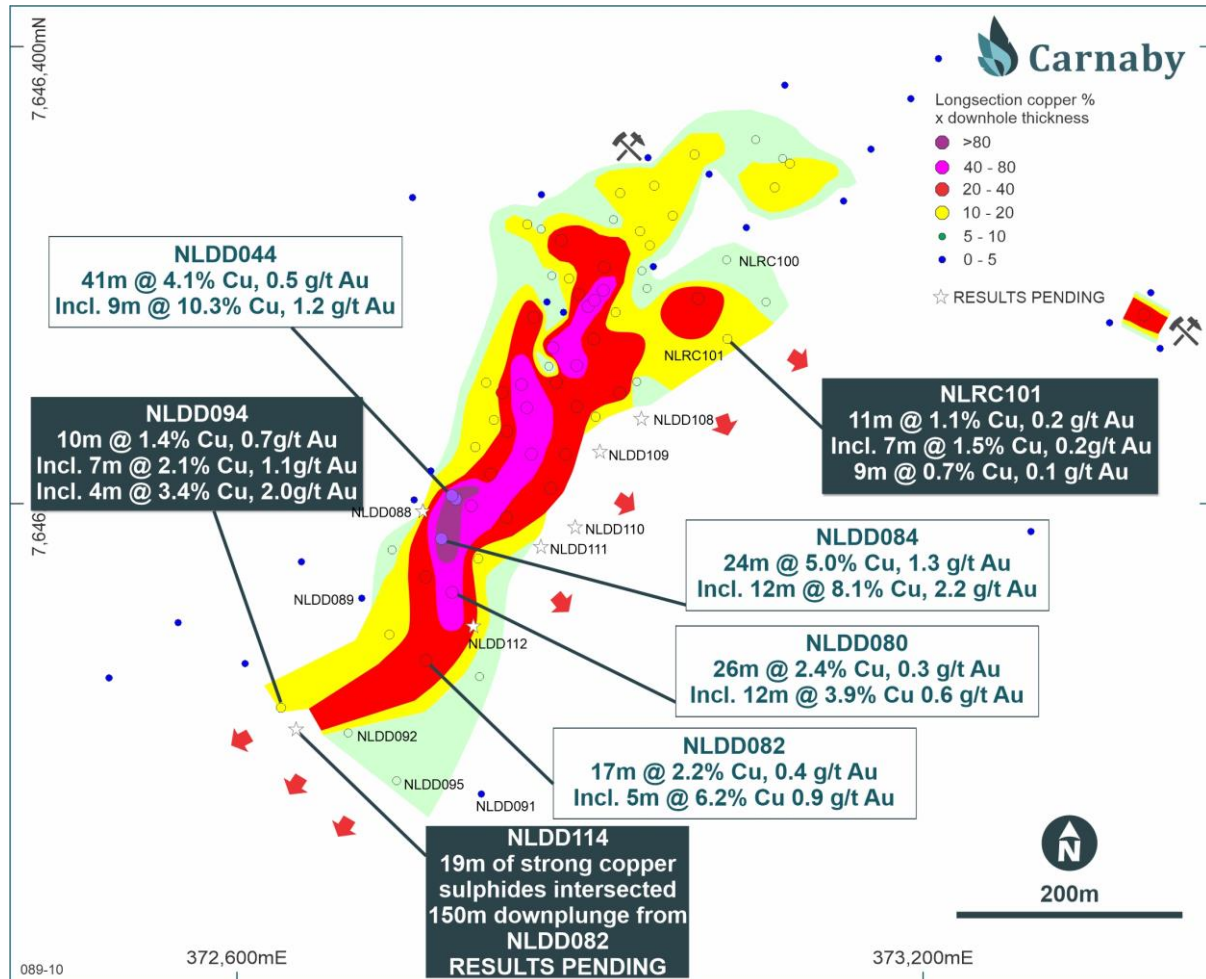 7,646,400mN
Carnaby
Longsection copper %
x downhole thickness
>80
40 - 80
20 - 40
10 - 20
5 - 10
0 - 5
RESULTS PENDING
NLDD044
41m @ 4.1% Cu, 0.5 g/t Au
Incl. 9m @ 10.3% Cu, 1.2 g/t Au
NLRC100
NLRC101
NLDD094
10m @ 1.4% Cu, 0.7g/t Au
Incl. 7m @ 2.1% Cu, 1.1g/t Au
Incl. 4m @ 3.4% Cu, 2.0g/t Au
NLRC101
11m @ 1.1% Cu, 0.2 g/t Au
Incl. 7m @ 1.5% Cu, 0.2g/t Au
9m @ 0.7% Cu, 0.1 g/t Au
NLDD108
NLDD109
7,646
NLDD088
NLDD110
NLDD111
NLDD084
24m @ 5.0% Cu, 1.3 g/t Au
Incl. 12m @ 8.1% Cu, 2.2 g/t Au
NLDD089
NLDD112
NLDD080
26m @ 2.4% Cu, 0.3 g/t Au
Incl. 12m @ 3.9% Cu 0.6 g/t Au
NLDD092
NLDD082
17m @ 2.2% Cu, 0.4 g/t Au
Incl. 5m @ 6.2% Cu 0.9 g/t Au
NLDD095
NLDD091
NLDD114
19m of strong copper
sulphides intersected
150m downplunge from
NLDD082
RESULTS PENDING
N
200m
089-10
372,600mE
373,200mE